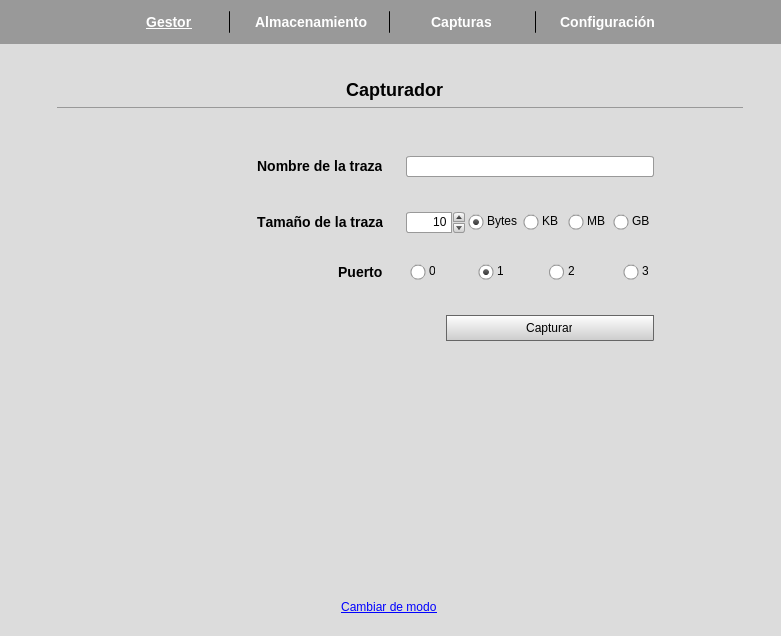 Gestor Almacenamiento Capturas Configuración
Capturador
Nombre de la traza
Tamaño de la traza 10 Bytes KB MB GB
Puerto 0 1 2 3
Capturar
Cambiar de modo